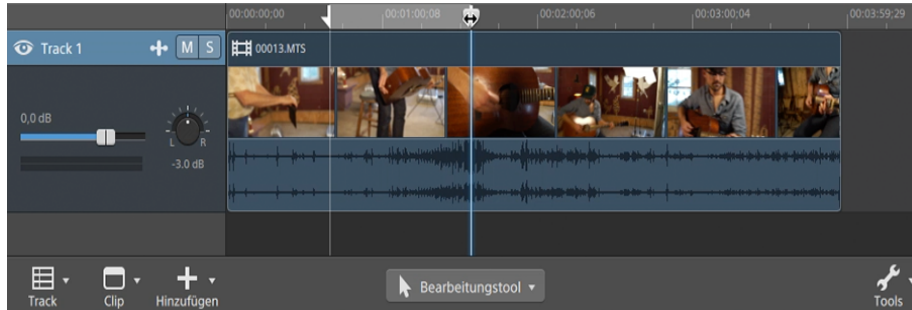 00:00:00;00
00:01:00;08
00:02:00;06
00:03:00;04
00:03:59;29
Track 1
M
S
00013.MTS
0,0 dB
L
R
-3.0 dB
Track
Clip
Hinzufügen
Bearbeitungstool
Tools